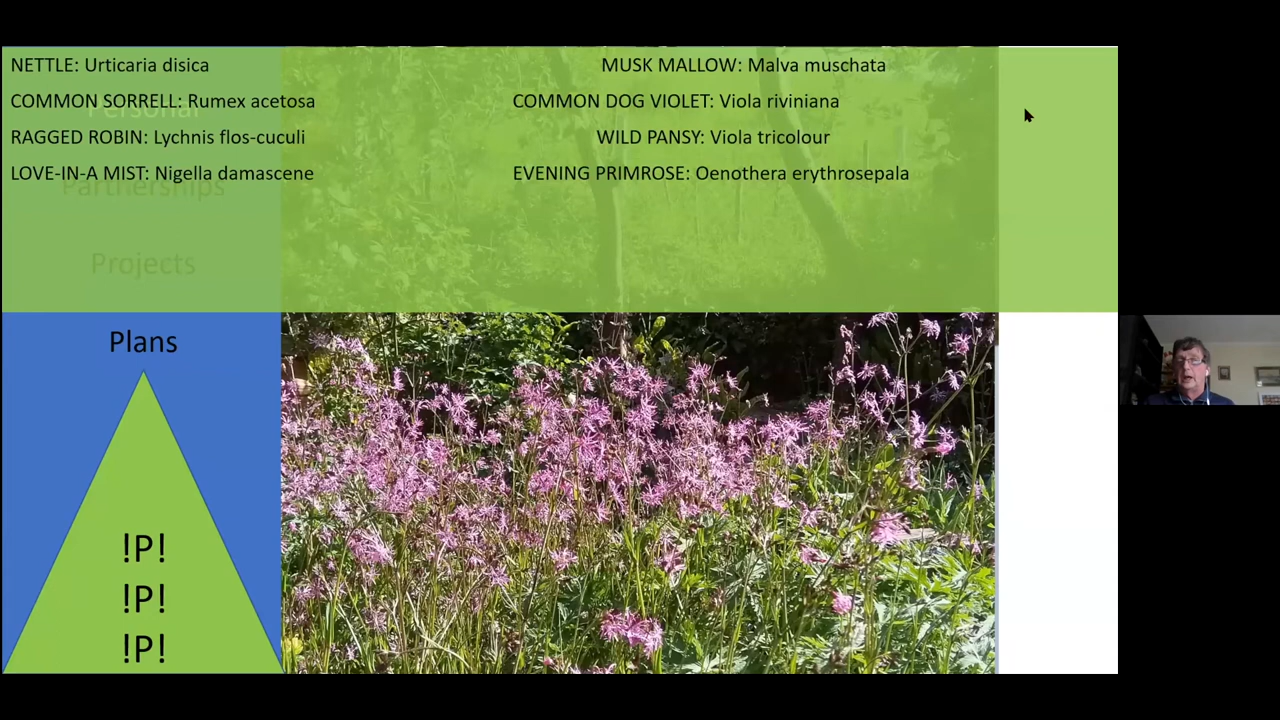 NETTLE: Urticaria disica
MUSK MALLOW: Malva muschata
COMMON SORRELL: Rumex acetosa
COMMON DOG VIOLET: Viola riviniana
RAGGED ROBIN: Lychnis flos-cuculi
WILD PANSY: Viola tricolour
LOVE-IN-A MIST: Nigella damascene
EVENING PRIMROSE: Oenothera erythrosepala
Personal
Partnerships
Projects
Plans
!P!
!P!
!P!